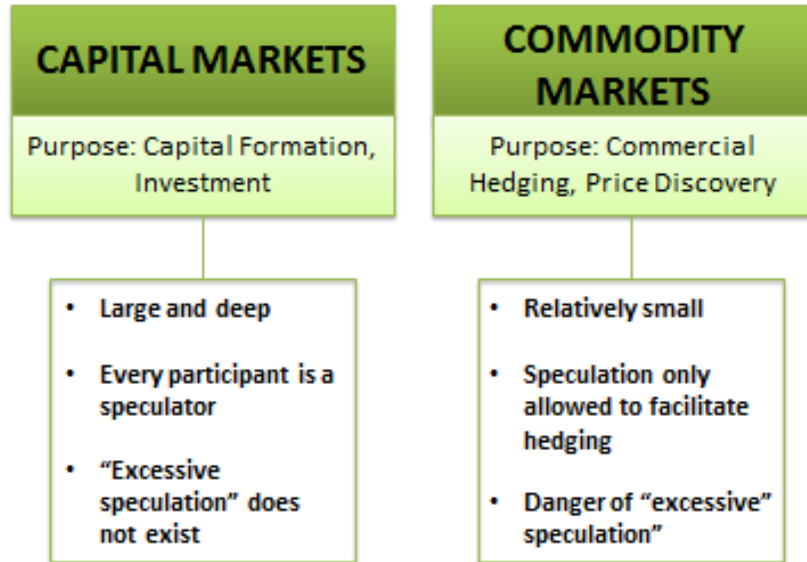 CAPITAL MARKETS
Purpose: Capital Formation,
Investment
• Large and deep
• Every participant is a
speculator
• “Excessive
speculation” does
not exist
COMMODITY
MARKETS
Purpose: Commercial
Hedging, Price Discovery
• Relatively small
• Speculation only
allowed to facilitate
hedging
• Danger of “excessive”
speculation”